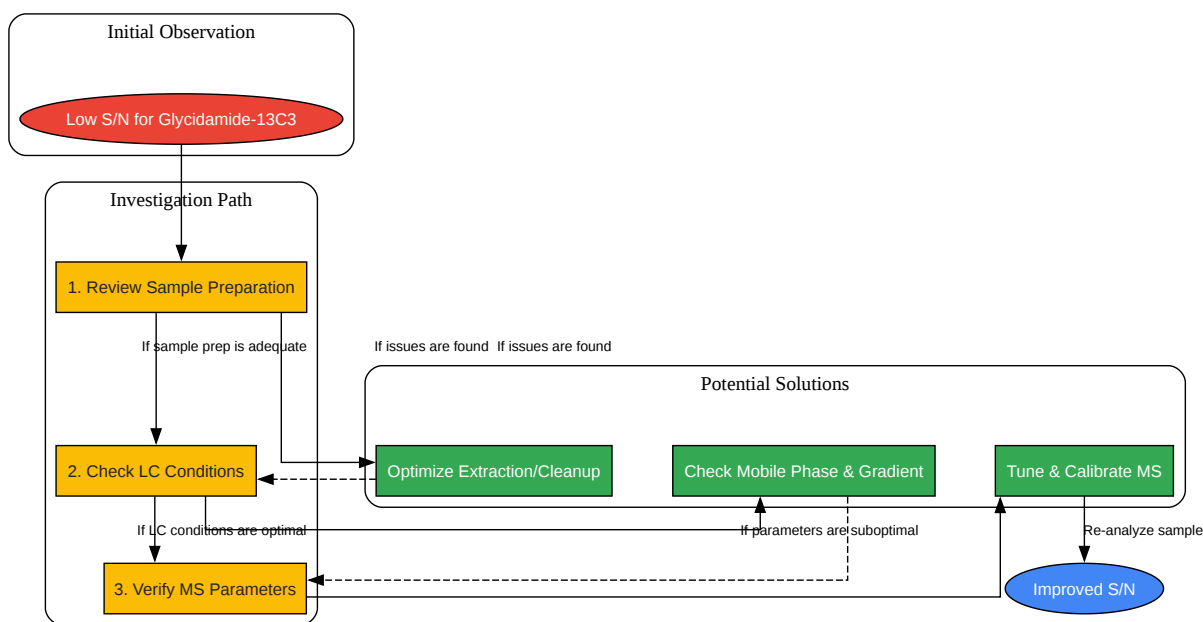 Initial Observation
Low S/N for Glycidamide-13C3
Investigation Path
1. Review Sample Preparation
If sample prep is adequate
If issues are found
If issues are found
Potential Solutions
2. Check LC Conditions
Optimize Extraction/Cleanup
Check Mobile Phase & Gradient
Tune & Calibrate MS
If LC conditions are optimal
If parameters are suboptimal
Re-analyze sample
3. Verify MS Parameters
Improved S/N